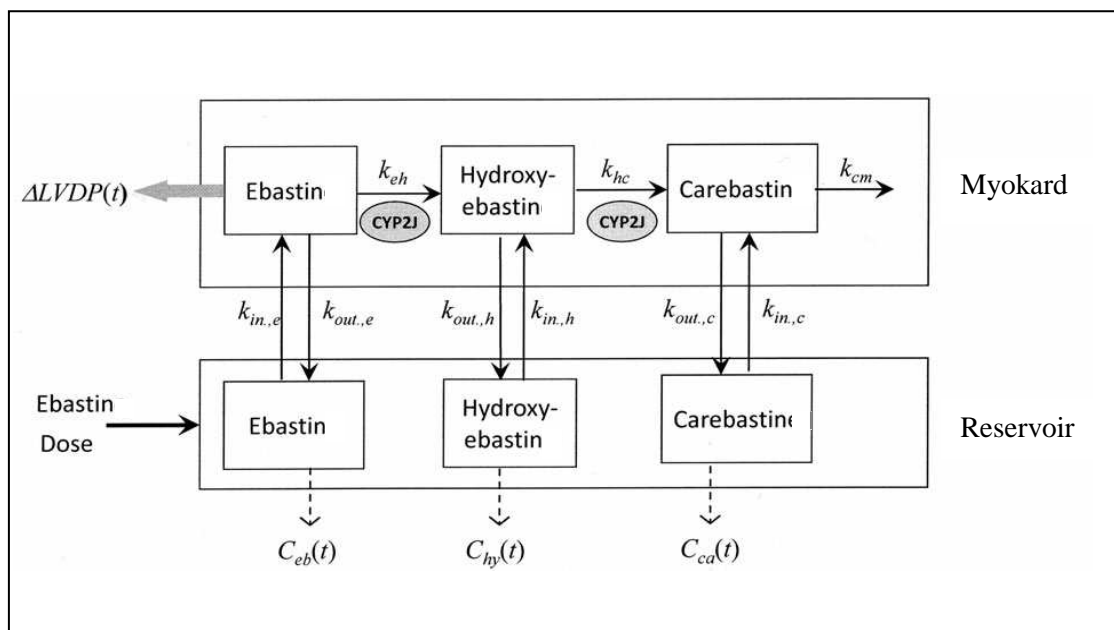 k_eh
k_hc
k_cm
Myokard
ΔLVDP(t)
Ebastin
CYP2J
Hydroxy-
ebastin
CYP2J
Carebastin
k_in.,e
k_out.,e
k_out.,h
k_in.,h
k_out.,c
k_in.,c
Ebastin
Dose
Ebastin
Hydroxy-
ebastin
Carebastine
Reservoir
C_eb(t)
C_hy(t)
C_ca(t)